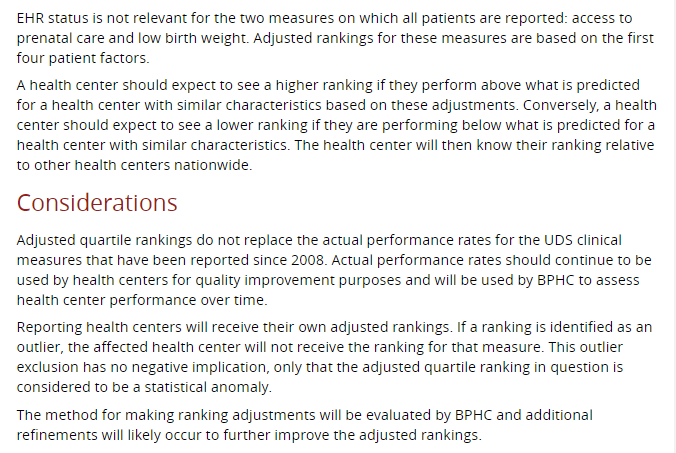 EHR status is not relevant for the two measures on which all patients are reported: access to
prenatal care and low birth weight. Adjusted rankings for these measures are based on the first
four patient factors.
A health center should expect to see a higher ranking if they perform above what is predicted
for a health center with similar characteristics based on these adjustments. Conversely, a health
center should expect to see a lower ranking if they are performing below what is predicted for a
health center with similar characteristics. The health center will then know their ranking relative
to other health centers nationwide.
Considerations
Adjusted quartile rankings do not replace the actual performance rates for the UDS clinical
measures that have been reported since 2008. Actual performance rates should continue to be
used by health centers for quality improvement purposes and will be used by BPHC to assess
health center performance over time.
Reporting health centers will receive their own adjusted rankings. If a ranking is identified as an
outlier, the affected health center will not receive the ranking for that measure. This outlier
exclusion has no negative implication, only that the adjusted quartile ranking in question is
considered to be a statistical anomaly.
The method for making ranking adjustments will be evaluated by BPHC and additional
refinements will likely occur to further improve the adjusted rankings.